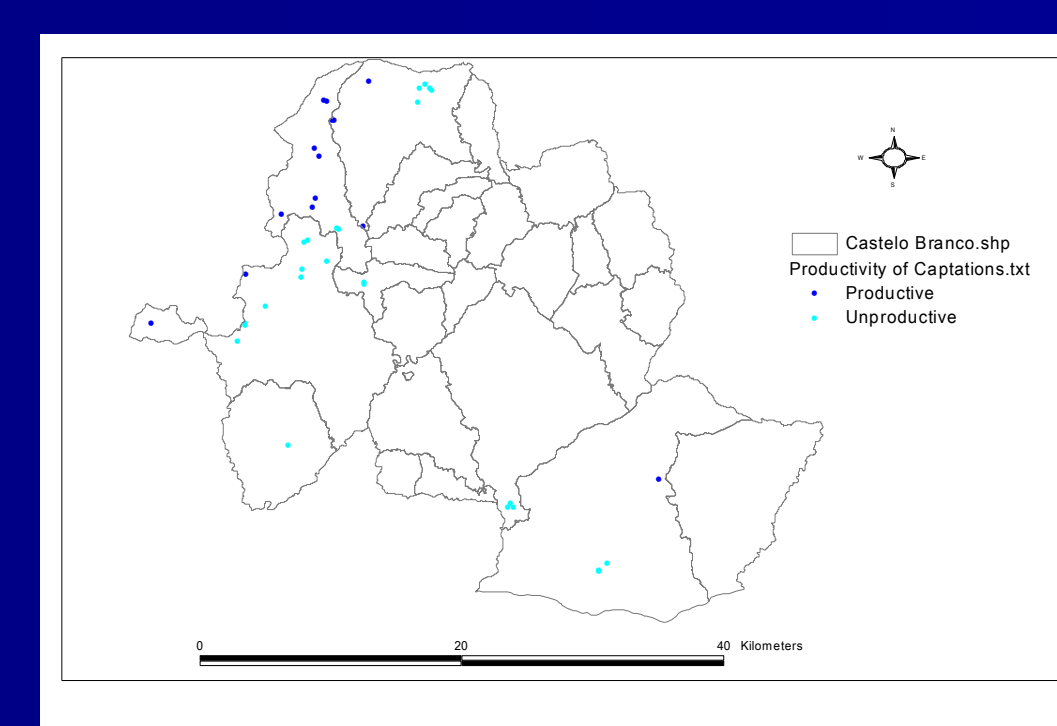 N
W E
S
Castelo Branco.shp
Productivity of Captations.txt
Productive
Unproductive
0 20 40 Kilometers